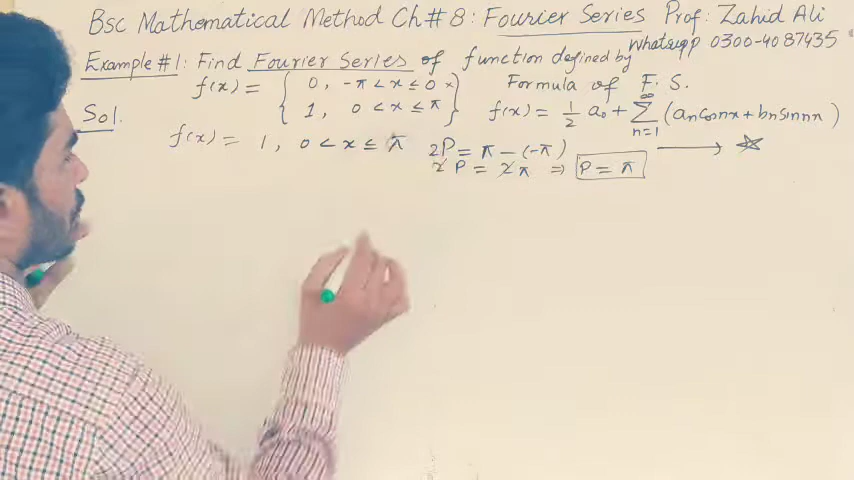 Bsc Mathematical Method Ch # 8 : Fourier Series Prof: Zahid Ali
Whatsapp 0300-4087435
Example #1: Find Fourier Series of function defined by
f(x) = { 0, -π < x ≤ 0
1, 0 < x ≤ π }
Formula of F. S.
Sol.
f(x) = 1/2 a₀ + ∞ Σ n=1 (aₙ cos nx + bₙ sin nx)
f(x) = 1, 0 < x ≤ π
2P = π - (-π) → ☆
2P = 2π ⇒ P = π